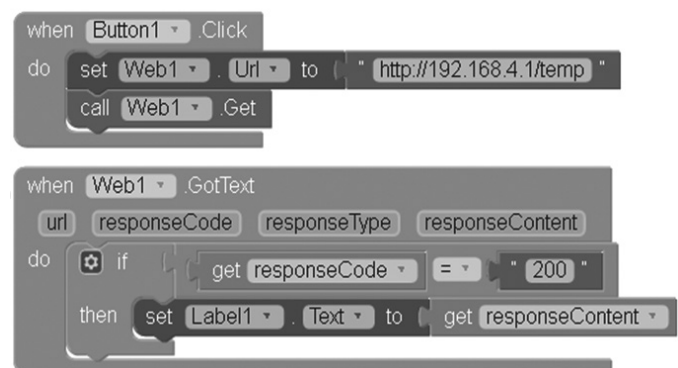 when Button1 .Click
do set Web1 . Url to " http://192.168.4.1/temp "
call Web1 .Get
when Web1 .GotText
url responseCode responseType responseContent
do if get responseCode = " 200 "
then set Label1 . Text to get responseContent